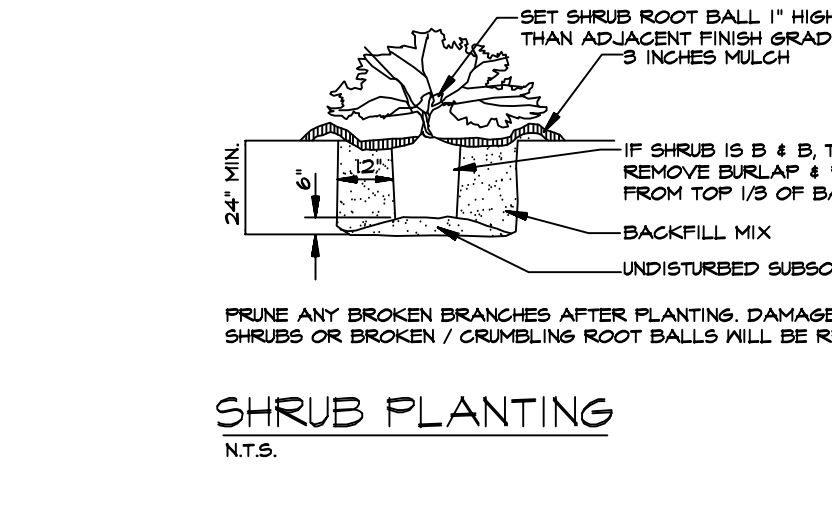 SET SHRUB ROOT BALL 1" HIGH
THAN ADJACENT FINISH GRAD
3 INCHES MULCH
IF SHRUB IS B & B, T
REMOVE BURLAP &
FROM TOP 1/3 OF BA
12"
6"
24" MIN.
BACKFILL MIX
UNDISTURBED SUBSO
PRUNE ANY BROKEN BRANCHES AFTER PLANTING. DAMAGE
SHRUBS OR BROKEN / CRUMBLING ROOT BALLS WILL BE RE
SHRUB PLANTING
N.T.S.